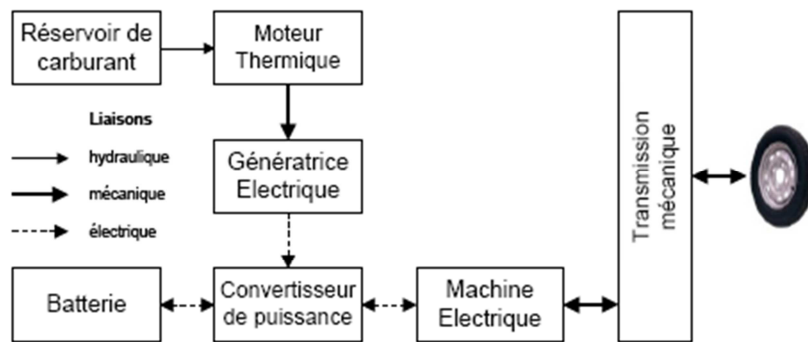 Réservoir de
carburant
Moteur
Thermique
Liaisons
hydraulique
mécanique
électrique
Génératrice
Electrique
Batterie
Convertisseur
de puissance
Machine
Electrique
Transmission
mécanique